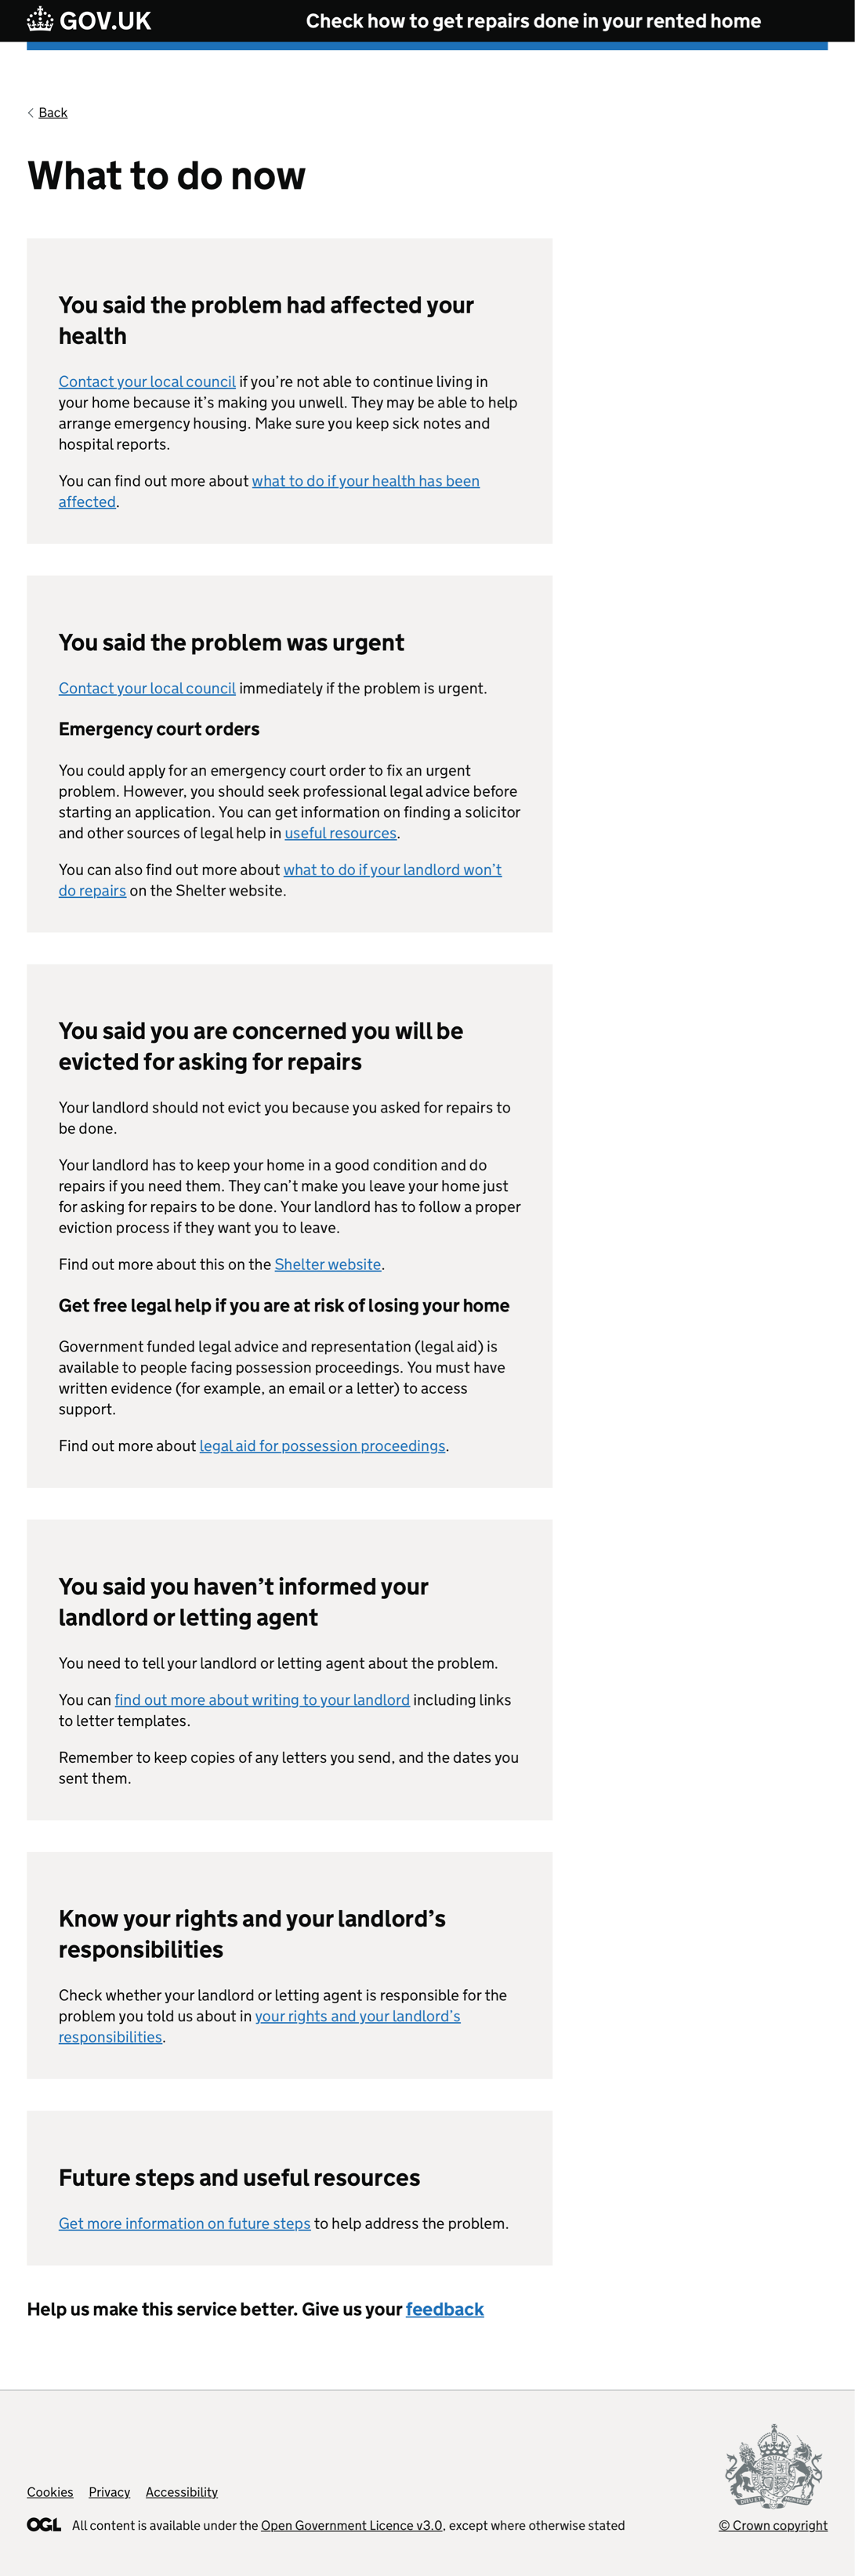 GOV.UK
Check how to get repairs done in your rented home
Back
What to do now
You said the problem had affected your
health
Contact your local council if you’re not able to continue living in
your home because it’s making you unwell. They may be able to help
arrange emergency housing. Make sure you keep sick notes and
hospital reports.
You can find out more about what to do if your health has been
affected.
You said the problem was urgent
Contact your local council immediately if the problem is urgent.
Emergency court orders
You could apply for an emergency court order to fix an urgent
problem. However, you should seek professional legal advice before
starting an application. You can get information on finding a solicitor
and other sources of legal help in useful resources.
You can also find out more about what to do if your landlord won’t
do repairs on the Shelter website.
You said you are concerned you will be
evicted for asking for repairs
Your landlord should not evict you because you asked for repairs to
be done.
Your landlord has to keep your home in a good condition and do
repairs if you need them. They can’t make you leave your home just
for asking for repairs to be done. Your landlord has to follow a proper
eviction process if they want you to leave.
Find out more about this on the Shelter website.
Get free legal help if you are at risk of losing your home
Government funded legal advice and representation (legal aid) is
available to people facing possession proceedings. You must have
written evidence (for example, an email or a letter) to access
support.
Find out more about legal aid for possession proceedings.
You said you haven’t informed your
landlord or letting agent
You need to tell your landlord or letting agent about the problem.
You can find out more about writing to your landlord including links
to letter templates.
Remember to keep copies of any letters you send, and the dates you
sent them.
Know your rights and your landlord’s
responsibilities
Check whether your landlord or letting agent is responsible for the
problem you told us about in your rights and your landlord’s
responsibilities.
Future steps and useful resources
Get more information on future steps to help address the problem.
Help us make this service better. Give us your feedback
Cookies Privacy Accessibility
OGL All content is available under the Open Government Licence v3.0, except where otherwise stated
© Crown copyright